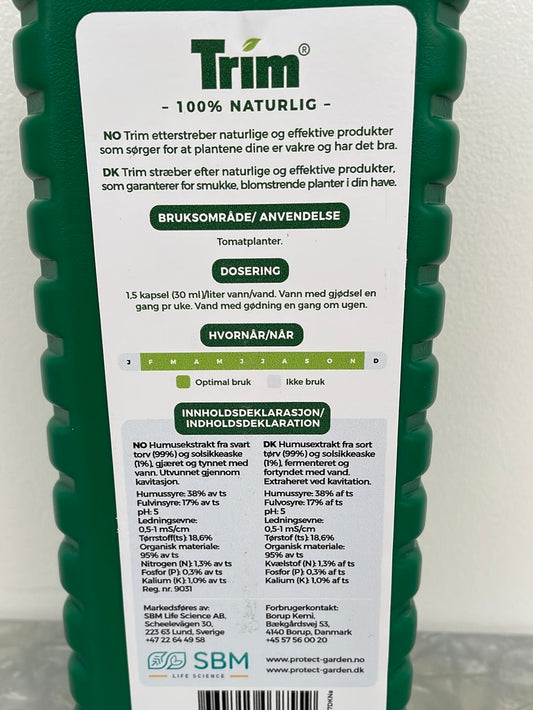 Trim®
– 100% NATURLIG –
NO Trim etterstreber naturlige og effektive produkter
som sørger for at plantene dine er vakre og har det bra.
DK Trim stræber efter naturlige og effektive produkter,
som garanterer for smukke, blomstrende planter i din have.
BRUKSOMRÅDE/ ANVENDELSE
Tomatplanter.
DOSERING
1,5 kapsel (30 ml)/liter vann/vand. Vann med gjødsel en
gang pr uke. Vand med gødning en gang om ugen.
HVORNÅR/NÅR
J F M A M J J A S O N D
Optimal bruk Ikke bruk
INNHOLDSDEKLARASJON/
INDHOLDSDEKLARATION
NO Humusekstrakt fra svart
torv (99%) og solsikkeaske
(1%), gjæret og tynnet med
vann. Utvunnet gjennom
kavitasjon.
Humussyre: 38% av ts
Fulvinsyre: 17% av ts
pH: 5
Ledningsevne:
0,5-1 mS/cm
Tørrstoff(ts): 18,6%
Organisk materiale:
95% av ts
Nitrogen (N): 1,3% av ts
Fosfor (P): 0,3% af ts
Kalium (K): 1,0% av ts
Reg. nr. 9031
DK Humusextrakt fra sort
tørv (99%) og solsikkeaske
(1%), fermenteret og
fortyndet med vand.
Extraheret ved kavitation.
Humussyre: 38% af ts
Fulvosyre: 17% af ts
pH: 5
Ledningsevne:
0,5-1 mS/cm
Tørstof (ts): 18,6%
Organisk materiale:
95% af ts
Kvælstof (N): 1,3% af ts
Fosfor (P): 0,3% af ts
Kalium (K): 1,0% af ts
Markedsføres av:
SBM Life Science AB,
Scheelevägen 30,
223 63 Lund, Sverige
+47 22 64 49 58
Forbrugerkontakt:
Borup Kemi,
Bækgårdsvej 53,
4140 Borup, Danmark
+45 57 56 00 20
SBM
LIFE SCIENCE
www.protect-garden.no
www.protect-garden.dk